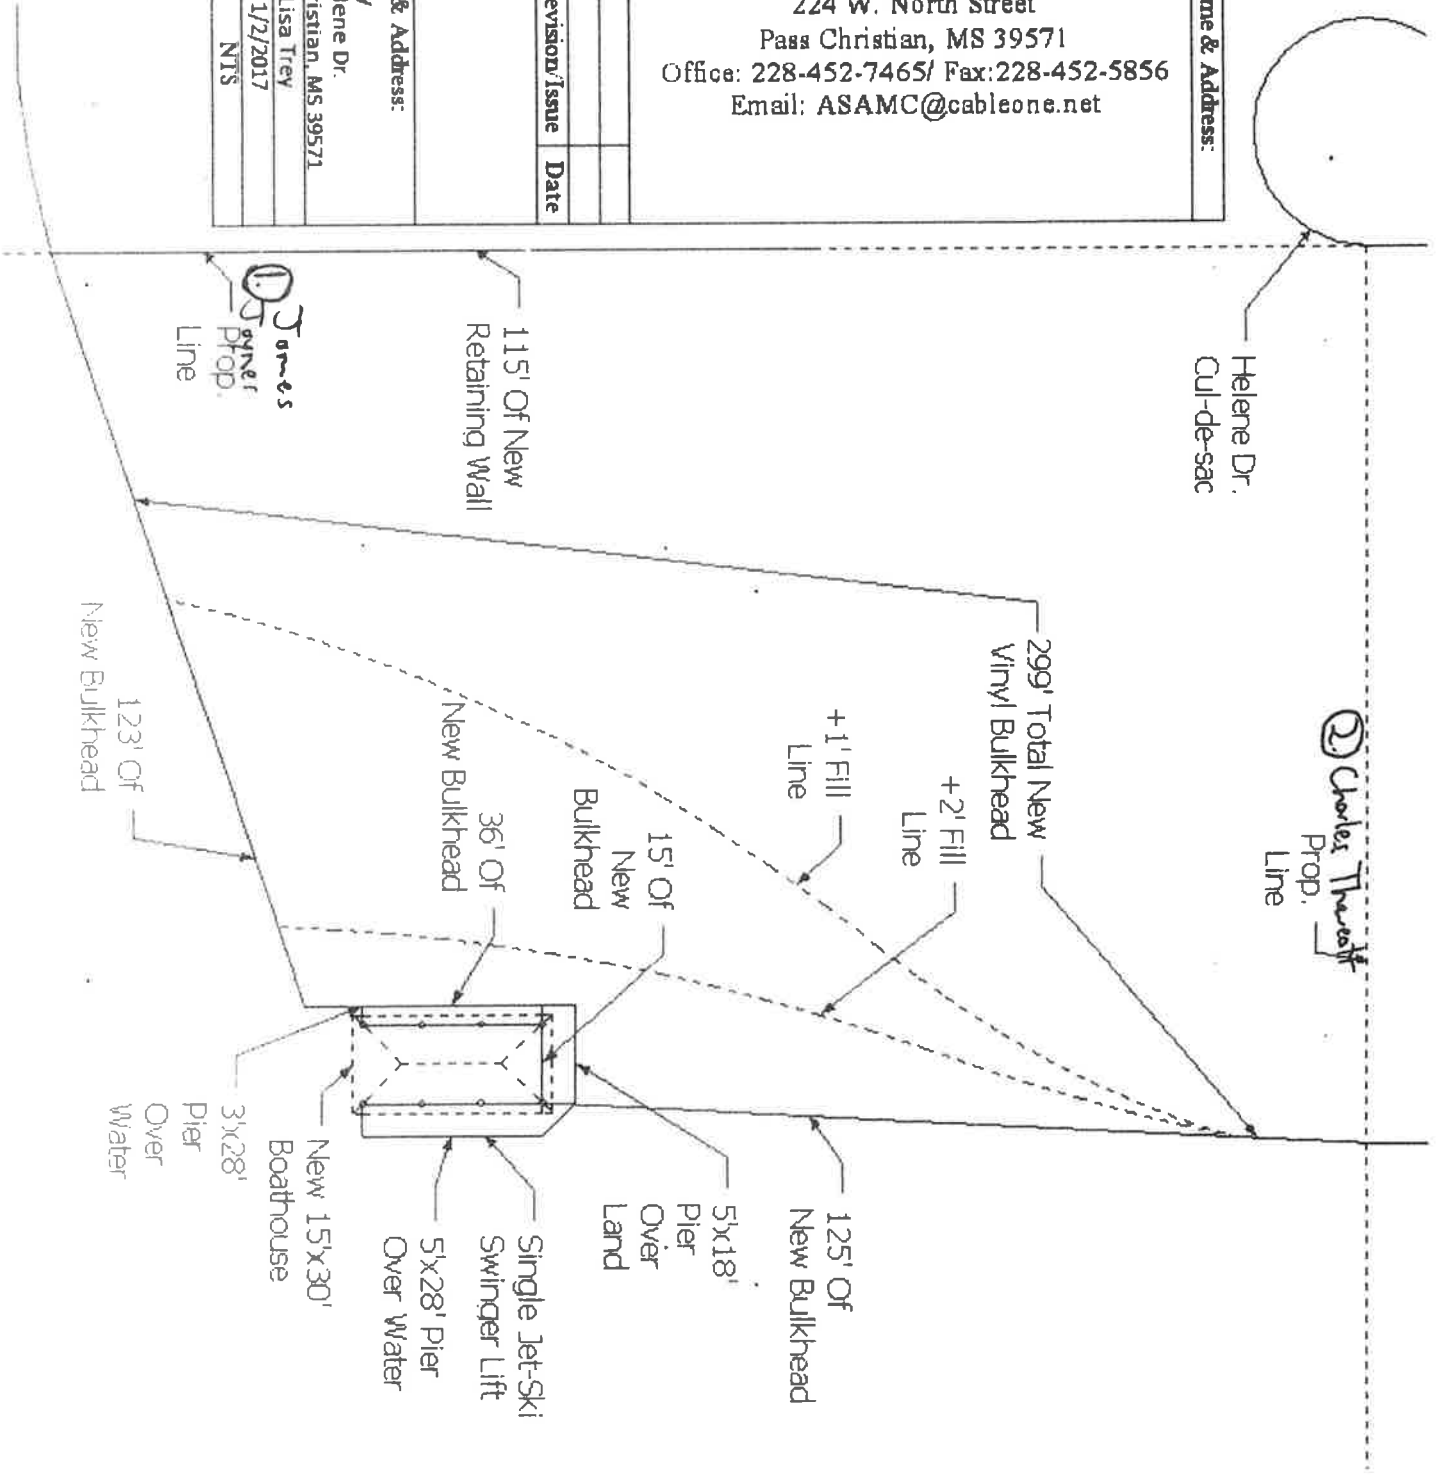 me & Address:
224 W. North Street
Pass Christian, MS 39571
Office: 228-452-7465/ Fax:228-452-5856
Email: ASAMC@cableone.net
evision/Issue
Date
& Address:
lene Dr.
ristian, MS 39571
Lisa Trey
1/2/2017
NTS
Helene Dr.
Cul-de-sac
② Charles
Prop.
Line
① James
Joyner
Prop.
Line
115' Of New
Retaining Wall
299' Total New
Vinyl Bulkhead
+1' Fill
Line
+2' Fill
Line
123' Of
New Bulkhead
36' Of
New Bulkhead
15' Of
New
Bulkhead
125' Of
New Bulkhead
5'x18'
Pier
Over
Land
Single Jet-Ski
Swinger Lift
5'x28' Pier
Over Water
New 15'x30'
Boathouse
3'x28'
Pier
Over
Water